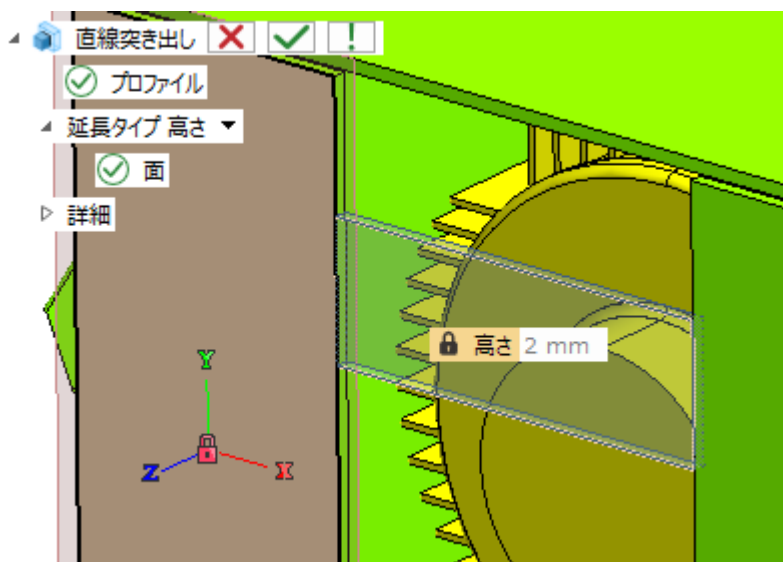 直線突き出し
プロファイル
延長タイプ 高さ
面
詳細
高さ 2 mm
Y
Z X